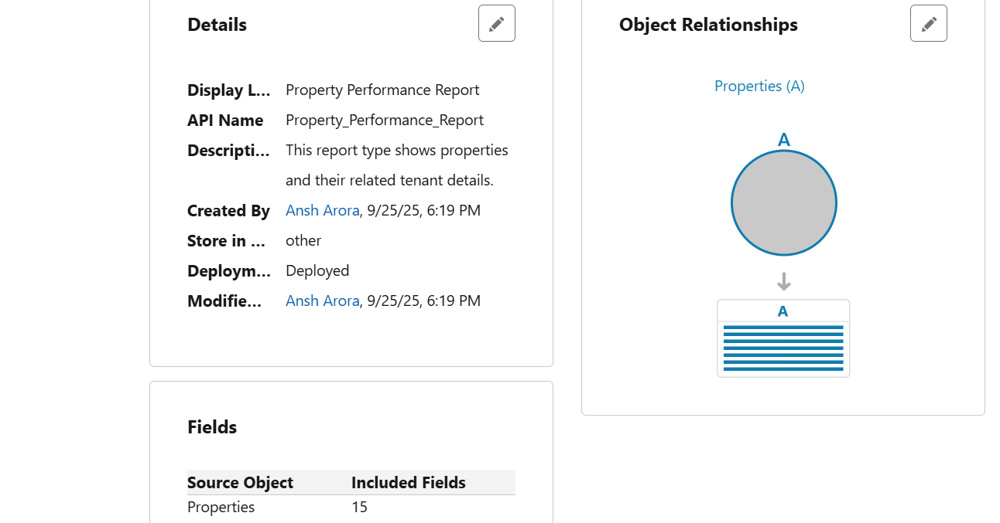 Details
Display L... Property Performance Report
API Name Property_Performance_Report
Descripti... This report type shows properties
and their related tenant details.
Created By Ansh Arora, 9/25/25, 6:19 PM
Store in ... other
Deploym... Deployed
Modifie... Ansh Arora, 9/25/25, 6:19 PM
Fields
Source Object Included Fields
Properties 15
Object Relationships
Properties (A)
A
A